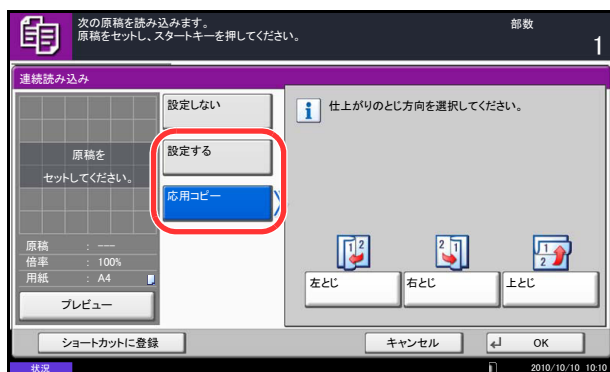 次の原稿を読み込みます。
原稿をセットし、スタートキーを押してください。
部数
1
連続読み込み
設定しない
設定する
応用コピー
原稿を
セットしてください。
原稿 : ---
倍率 : 100%
用紙 : A4
プレビュー
i 仕上がりのとじ方向を選択してください。
1 2
2 1
1
2
左とじ
右とじ
上とじ
ショートカットに登録
キャンセル
OK
状況
2010/10/10 10:10